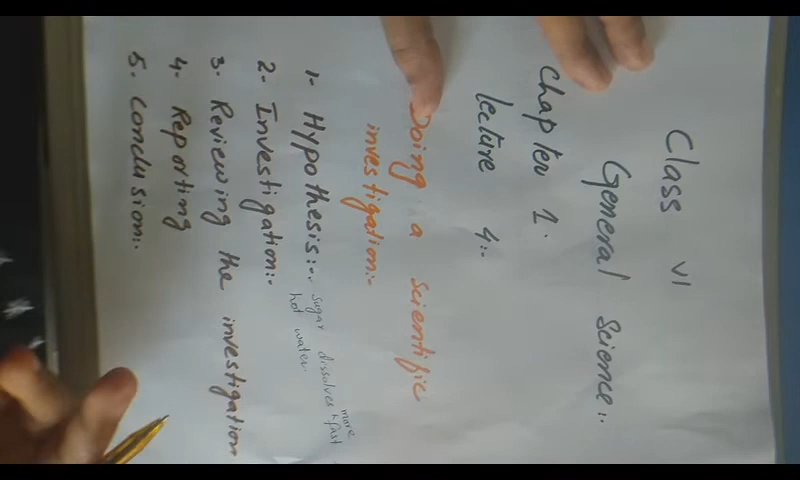 Class VI
General Science:.
Chapter 1.
lecture 4:-
Doing a scientific
investigation:-
1- Hypothesis:-. sugar dissolves more & fast
hot water.
2- Investigation:-
3- Reviewing the investigation
4- Reporting
5- Conclusion:.